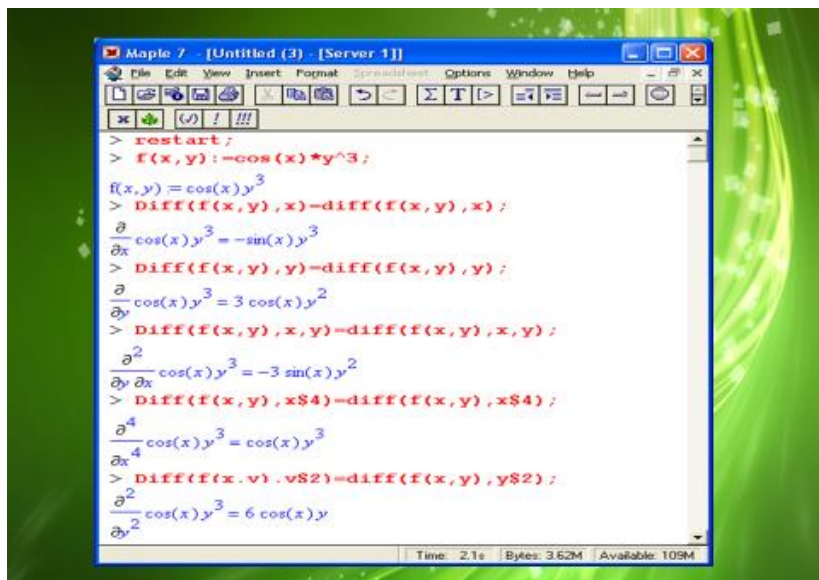 Maple 7 - [Untitled (3) - [Server 1]]
File Edit View Insert Format Spreadsheet Options Window Help
Σ T [>
(√) ! !!!
> restart;
> f(x,y):=cos(x)*y^3;
f(x,y) := cos(x) y^3
> Diff(f(x,y),x)=diff(f(x,y),x);
∂/∂x cos(x) y^3 = -sin(x) y^3
> Diff(f(x,y),y)=diff(f(x,y),y);
∂/∂y cos(x) y^3 = 3 cos(x) y^2
> Diff(f(x,y),x,y)=diff(f(x,y),x,y);
∂^2/∂y ∂x cos(x) y^3 = -3 sin(x) y^2
> Diff(f(x,y),x$4)=diff(f(x,y),x$4);
∂^4/∂x^4 cos(x) y^3 = cos(x) y^3
> Diff(f(x,y),y$2)=diff(f(x,y),y$2);
∂^2/∂y^2 cos(x) y^3 = 6 cos(x) y
Time: 2.1s Bytes: 3.62M Available: 109M